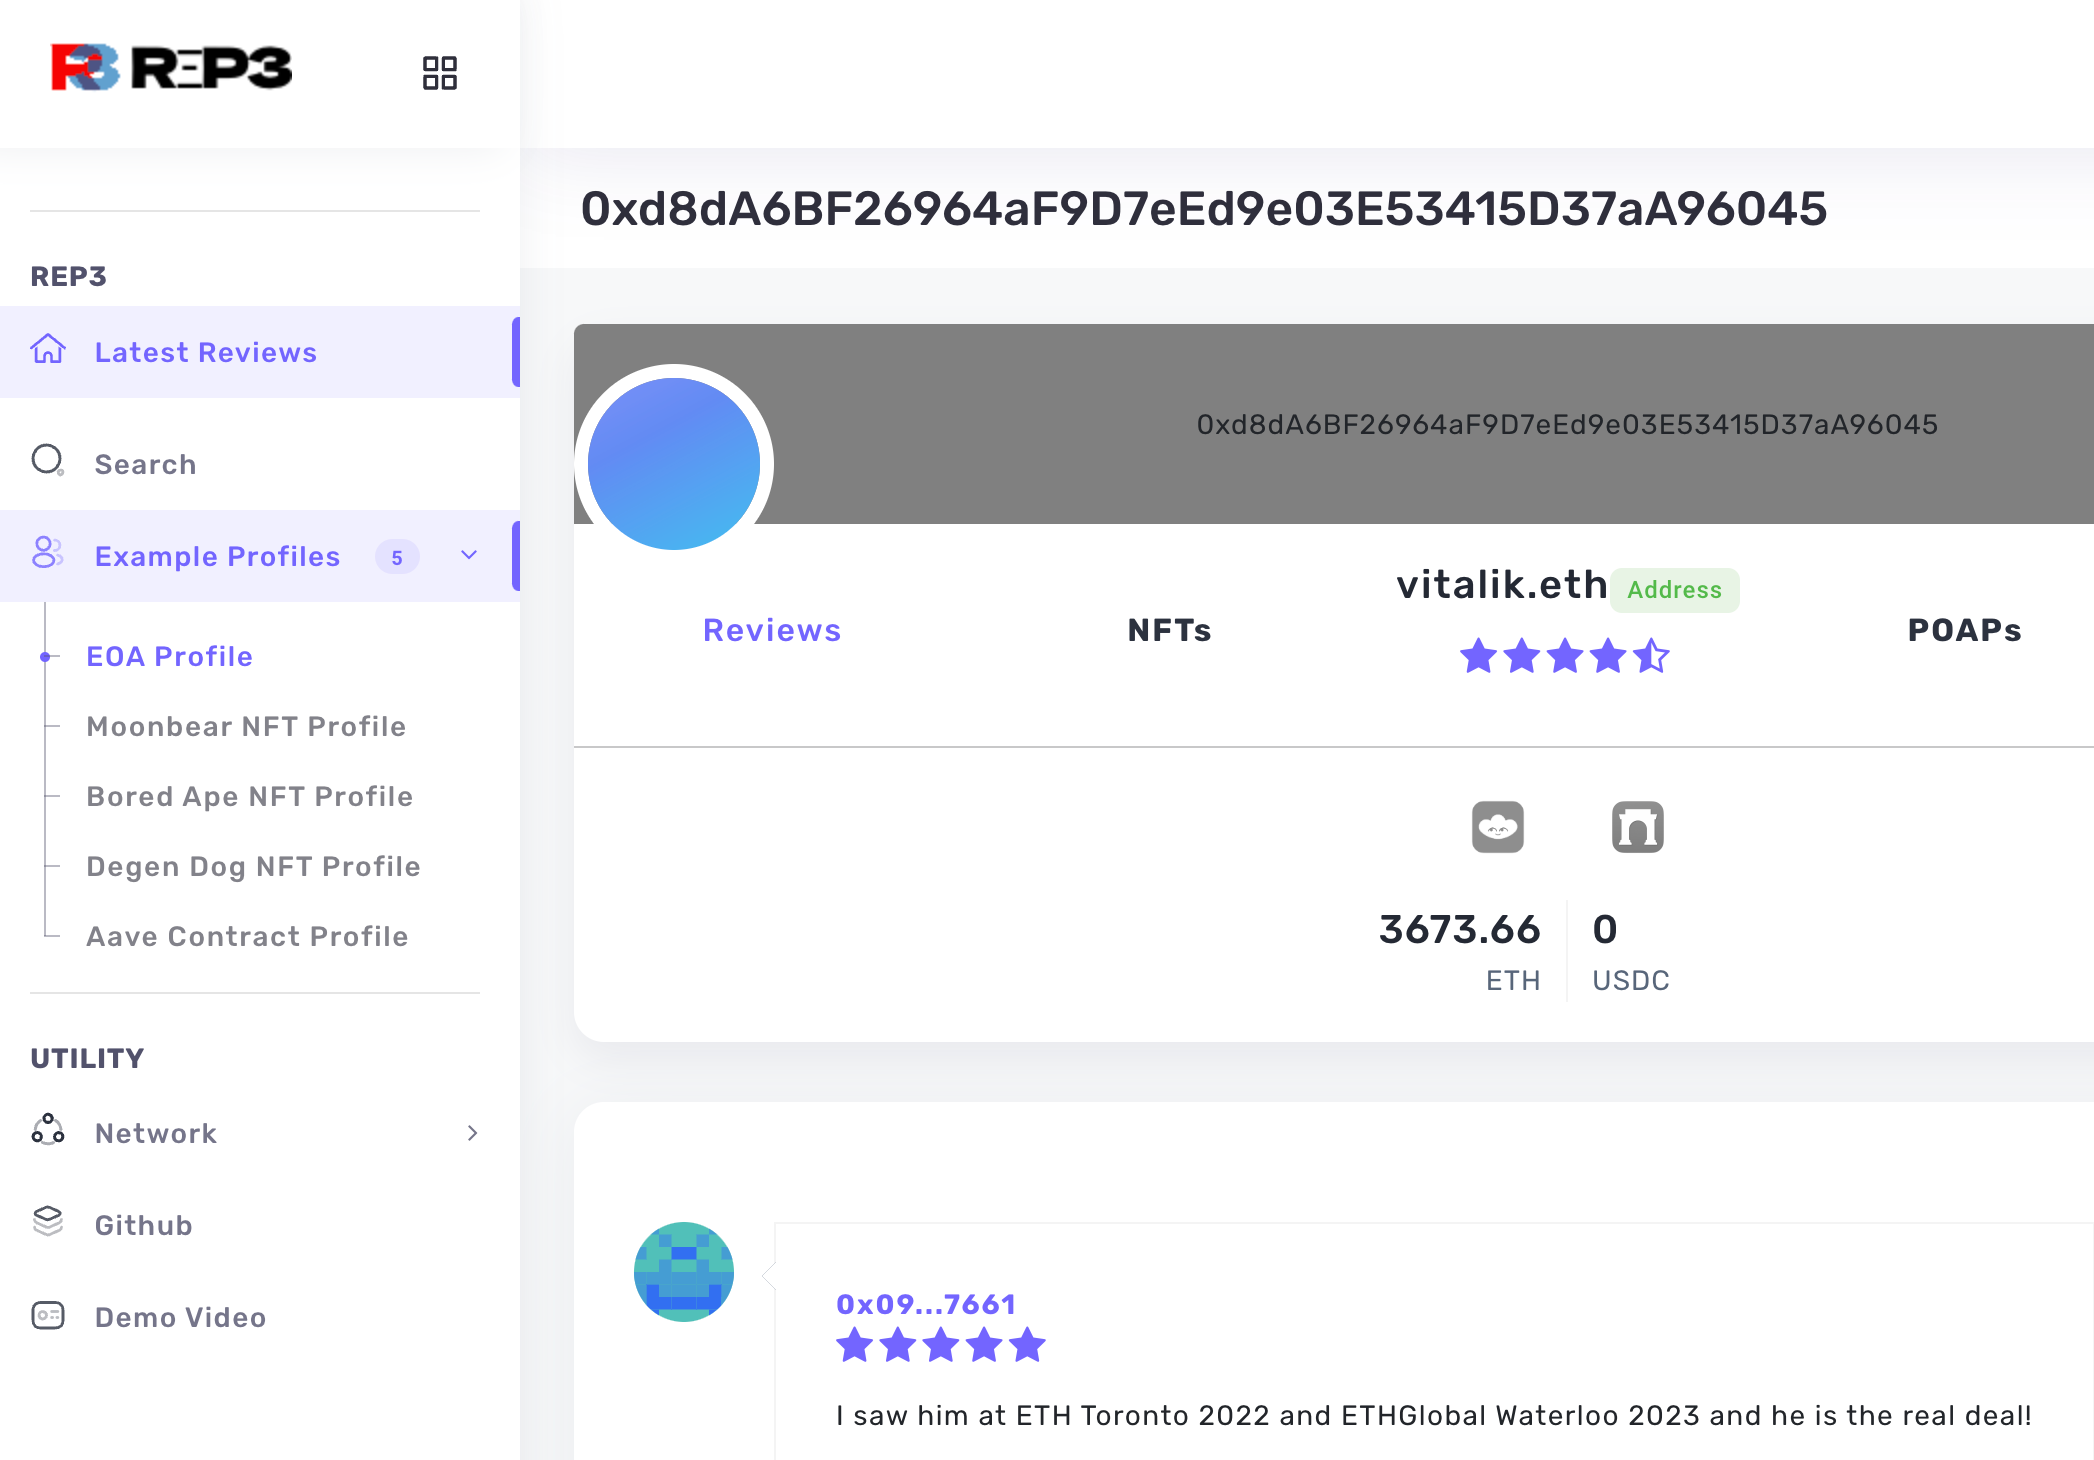 REP3
REP3
Latest Reviews
Search
Example Profiles 5
EOA Profile
Moonbear NFT Profile
Bored Ape NFT Profile
Degen Dog NFT Profile
Aave Contract Profile
UTILITY
Network
Github
Demo Video
0xd8dA6BF26964aF9D7eEd9e03E53415D37aA96045
0xd8dA6BF26964aF9D7eEd9e03E53415D37aA96045
vitalik.eth Address
Reviews NFTs POAPs
3673.66 0
ETH USDC
0x09...7661
I saw him at ETH Toronto 2022 and ETHGlobal Waterloo 2023 and he is the real deal!